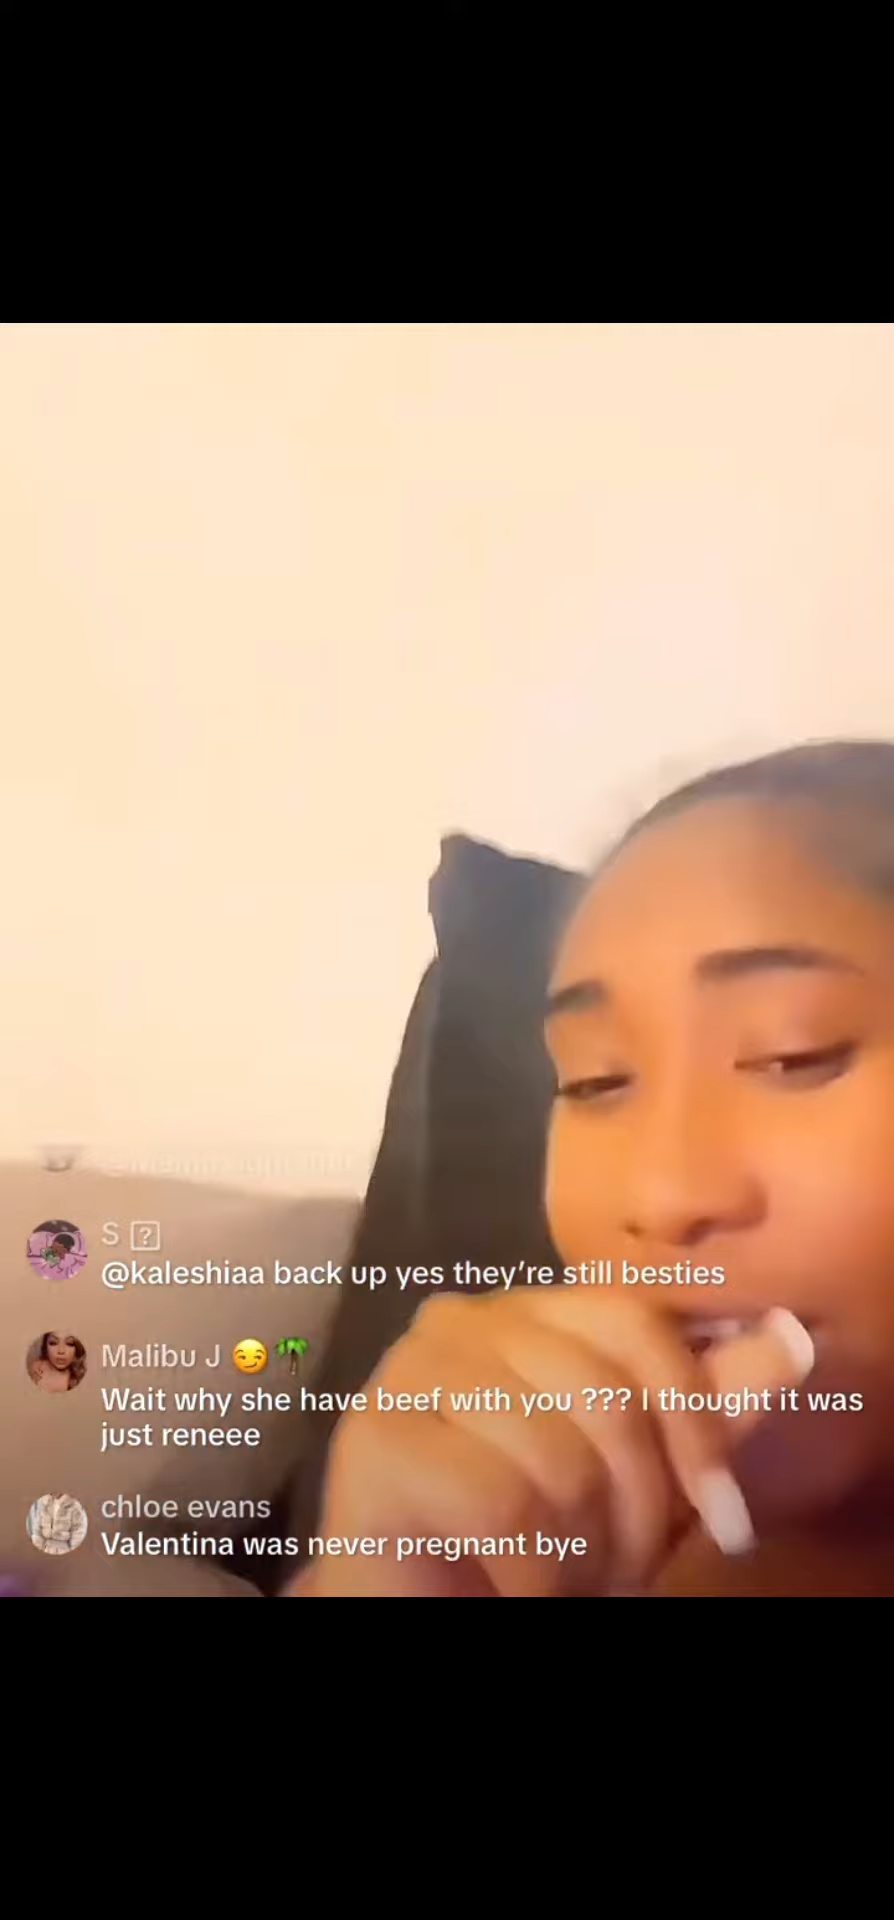 S ?
@kaleshiaa back up yes they’re still besties
Malibu J 😏🌴
Wait why she have beef with you ??? I thought it was
just reneee
chloe evans
Valentina was never pregnant bye